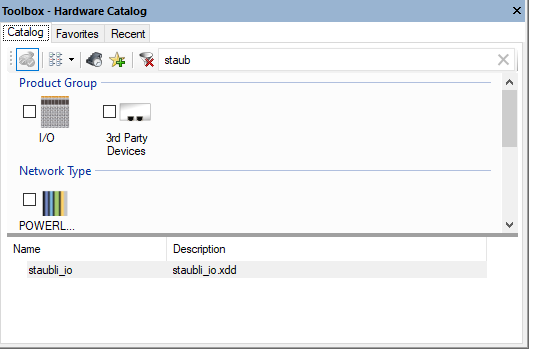 Toolbox - Hardware Catalog
Catalog Favorites Recent
staub
Product Group
I/O
3rd Party
Devices
Network Type
POWERL...
Name Description
staubli_io staubli_io.xdd